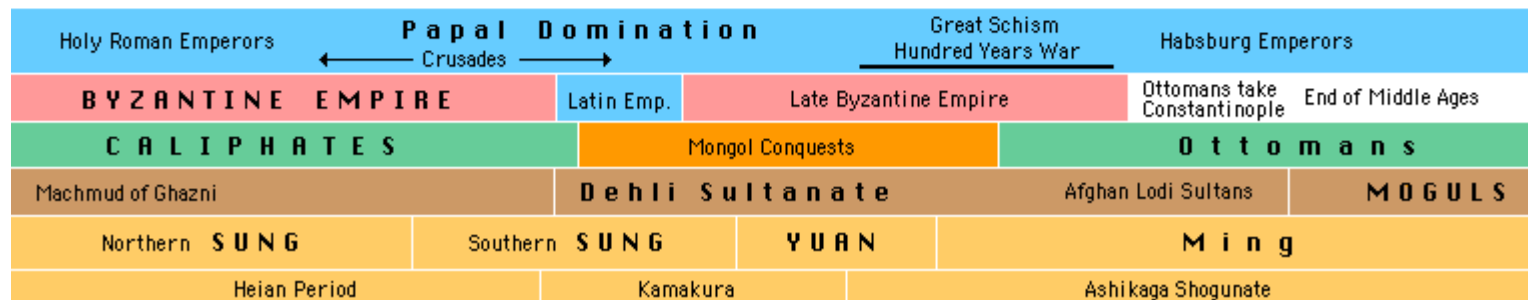 Holy Roman Emperors
Papal Domination
Crusades
Great Schism
Hundred Years War
Habsburg Emperors
BYZANTINE EMPIRE
Latin Emp.
Late Byzantine Empire
Ottomans take
Constantinople
End of Middle Ages
CALIPHATES
Mongol Conquests
Ottomans
Machmud of Ghazni
Dehli Sultanate
Afghan Lodi Sultans
MOGULS
Northern SUNG
Southern SUNG
YUAN
Ming
Heian Period
Kamakura
Ashikaga Shogunate